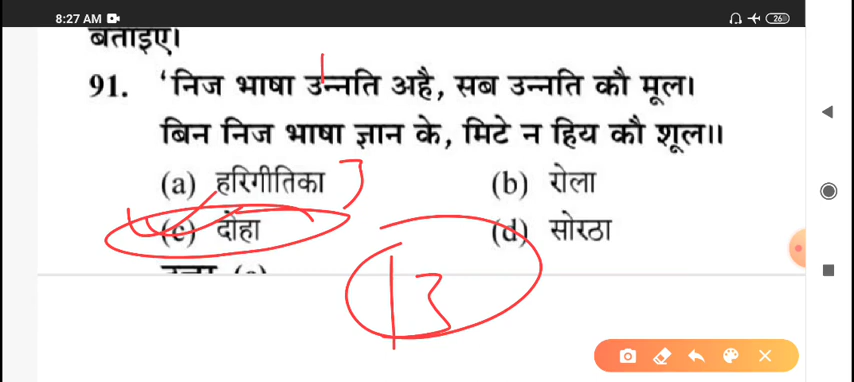 8:27 AM 26
बताइए।
91. 'निज भाषा उन्नति अहै, सब उन्नति कौ मूल।
बिन निज भाषा ज्ञान के, मिटे न हिय कौ शूल॥
(a) हरिगीतिका (b) रोला
(c) दोहा (d) सोरठा
13